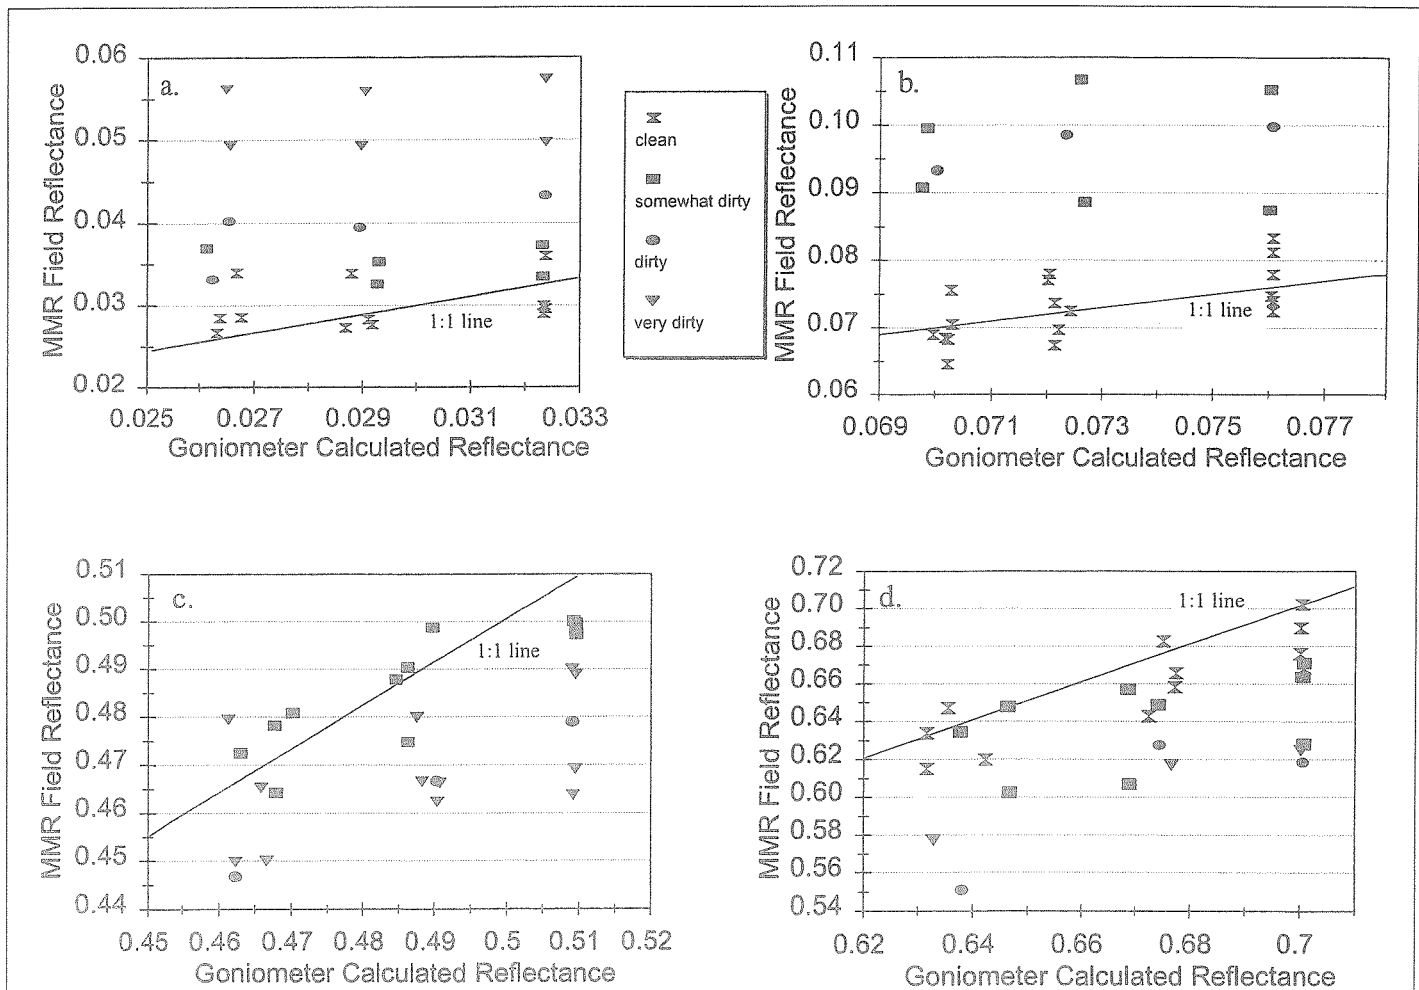 a.
0.06
0.05
0.04
0.03
0.02
0.025 0.027 0.029 0.031 0.033
MMR Field Reflectance
Goniometer Calculated Reflectance
1:1 line
clean
somewhat dirty
dirty
very dirty
b.
0.11
0.10
0.09
0.08
0.07
0.06
0.069 0.071 0.073 0.075 0.077
MMR Field Reflectance
Goniometer Calculated Reflectance
1:1 line
c.
0.51
0.50
0.49
0.48
0.47
0.46
0.45
0.44
0.45 0.46 0.47 0.48 0.49 0.5 0.51 0.52
MMR Field Reflectance
Goniometer Calculated Reflectance
1:1 line
d.
0.72
0.70
0.68
0.66
0.64
0.62
0.60
0.58
0.56
0.54
0.62 0.64 0.66 0.68 0.7
MMR Field Reflectance
Goniometer Calculated Reflectance
1:1 line